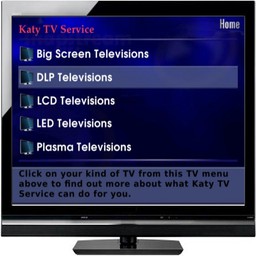 Katy TV Service
Home
Big Screen Televisions
DLP Televisions
LCD Televisions
LED Televisions
Plasma Televisions
Click on your kind of TV from this TV menu
above to find out more about what Katy TV
Service can do for you.